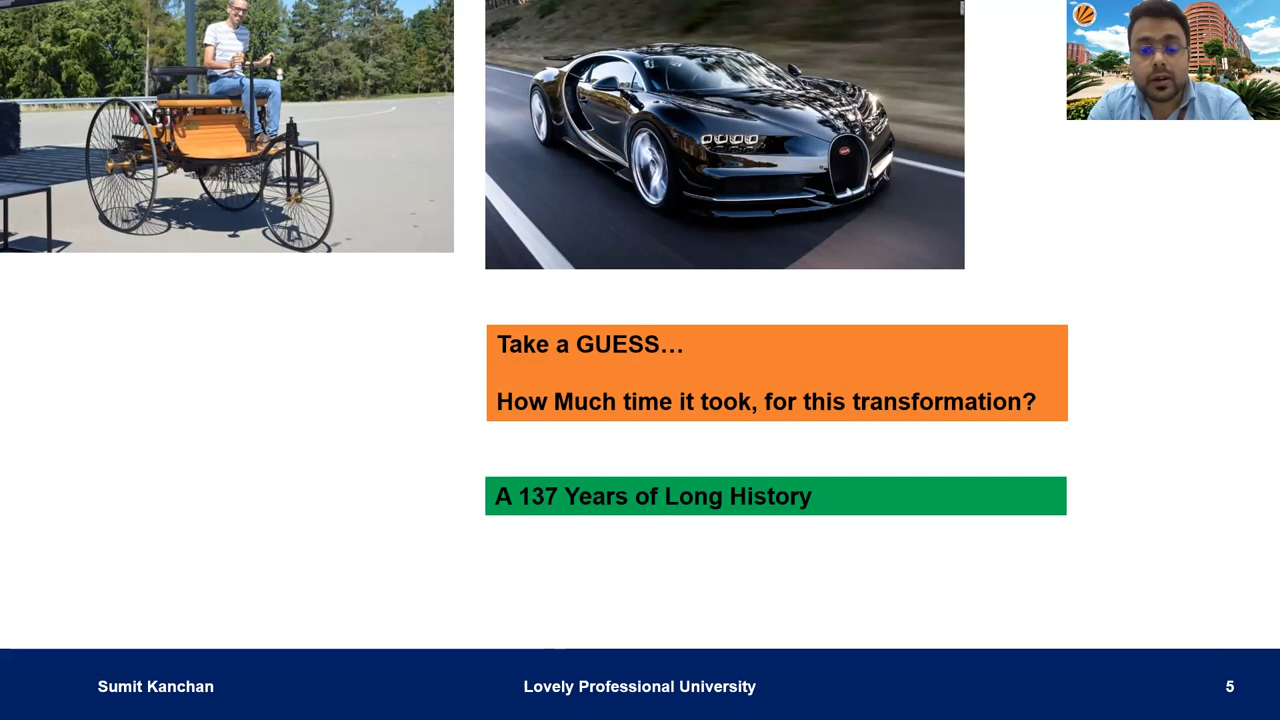 Take a GUESS…
How Much time it took, for this transformation?
A 137 Years of Long History
Sumit Kanchan
Lovely Professional University
5